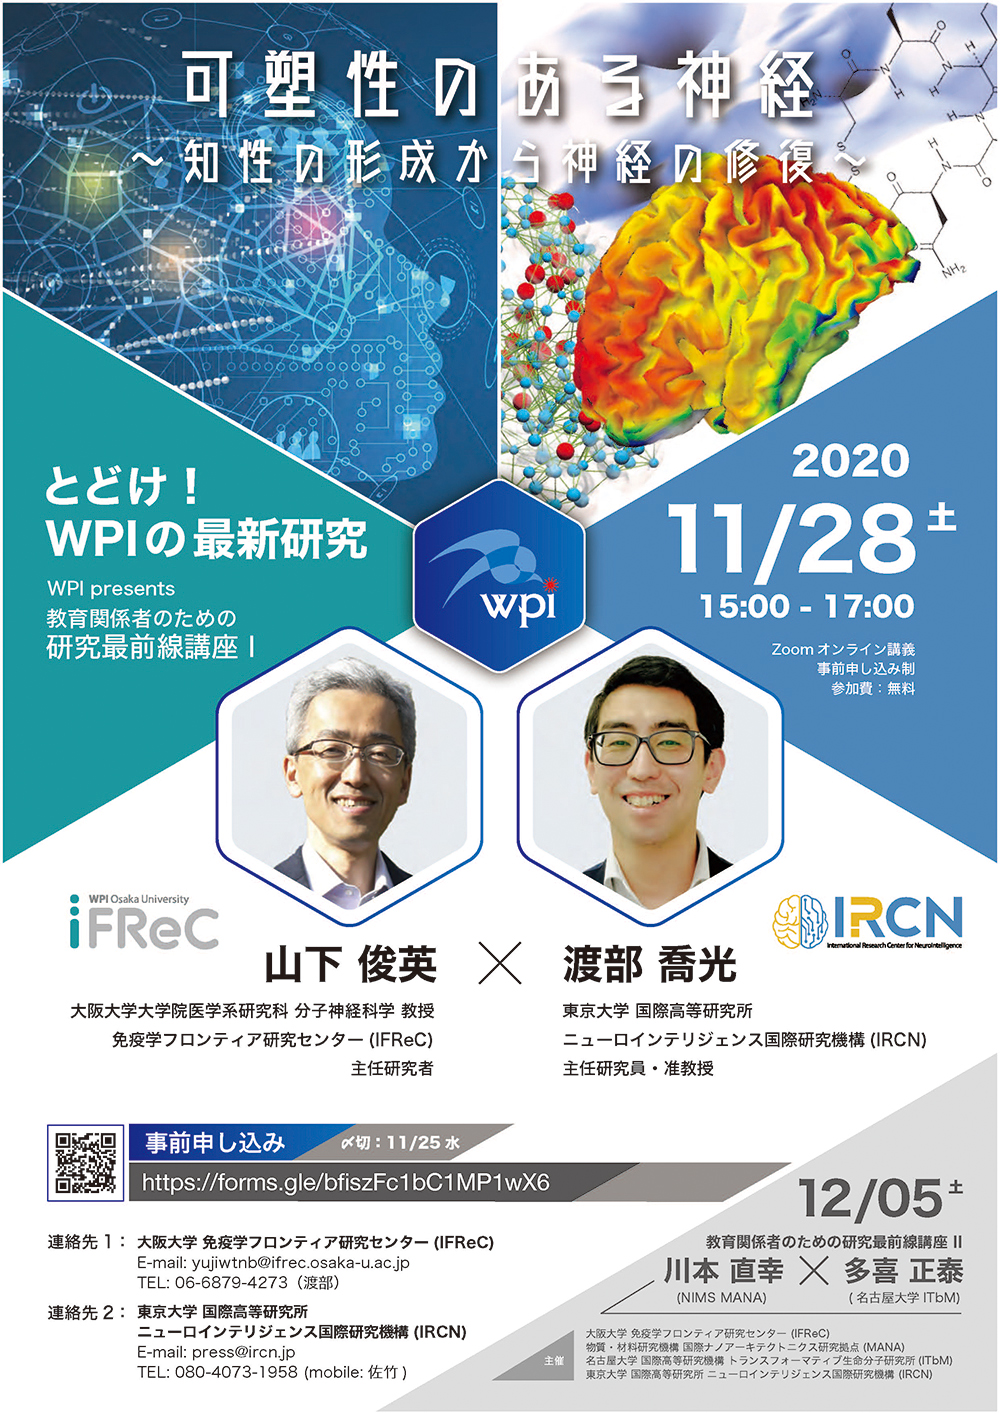 可塑性のある神経
～知性の形成から神経の修復～
NH₂
とどけ！
WPIの最新研究
WPI presents
教育関係者のための
研究最前線講座 I
wpi
2020
11/28 土
15:00 - 17:00
Zoom オンライン講義
事前申し込み制
参加費：無料
WPI Osaka University
iFReC
IRCN
International Research Center for Neurointelligence
山下 俊英
×
渡部 喬光
大阪大学大学院医学系研究科 分子神経科学 教授
免疫学フロンティア研究センター (IFReC)
主任研究者
東京大学 国際高等研究所
ニューロインテリジェンス国際研究機構 (IRCN)
主任研究員・准教授
事前申し込み 〆切：11/25 水
https://forms.gle/bfiszFc1bC1MP1wX6
連絡先 1： 大阪大学 免疫学フロンティア研究センター (IFReC)
E-mail: yujiwtnb@ifrec.osaka-u.ac.jp
TEL: 06-6879-4273（渡部）
連絡先 2： 東京大学 国際高等研究所
ニューロインテリジェンス国際研究機構 (IRCN)
E-mail: press@ircn.jp
TEL: 080-4073-1958 (mobile: 佐竹 )
12/05 土
教育関係者のための研究最前線講座 II
川本 直幸 × 多喜 正泰
(NIMS MANA) ( 名古屋大学 ITbM)
主催
大阪大学 免疫学フロンティア研究センター (IFReC)
物質・材料研究機構 国際ナノアーキテクトニクス研究拠点 (MANA)
名古屋大学 国際高等研究機構 トランスフォーマティブ生命分子研究所 (ITbM)
東京大学 国際高等研究所 ニューロインテリジェンス国際研究機構 (IRCN)